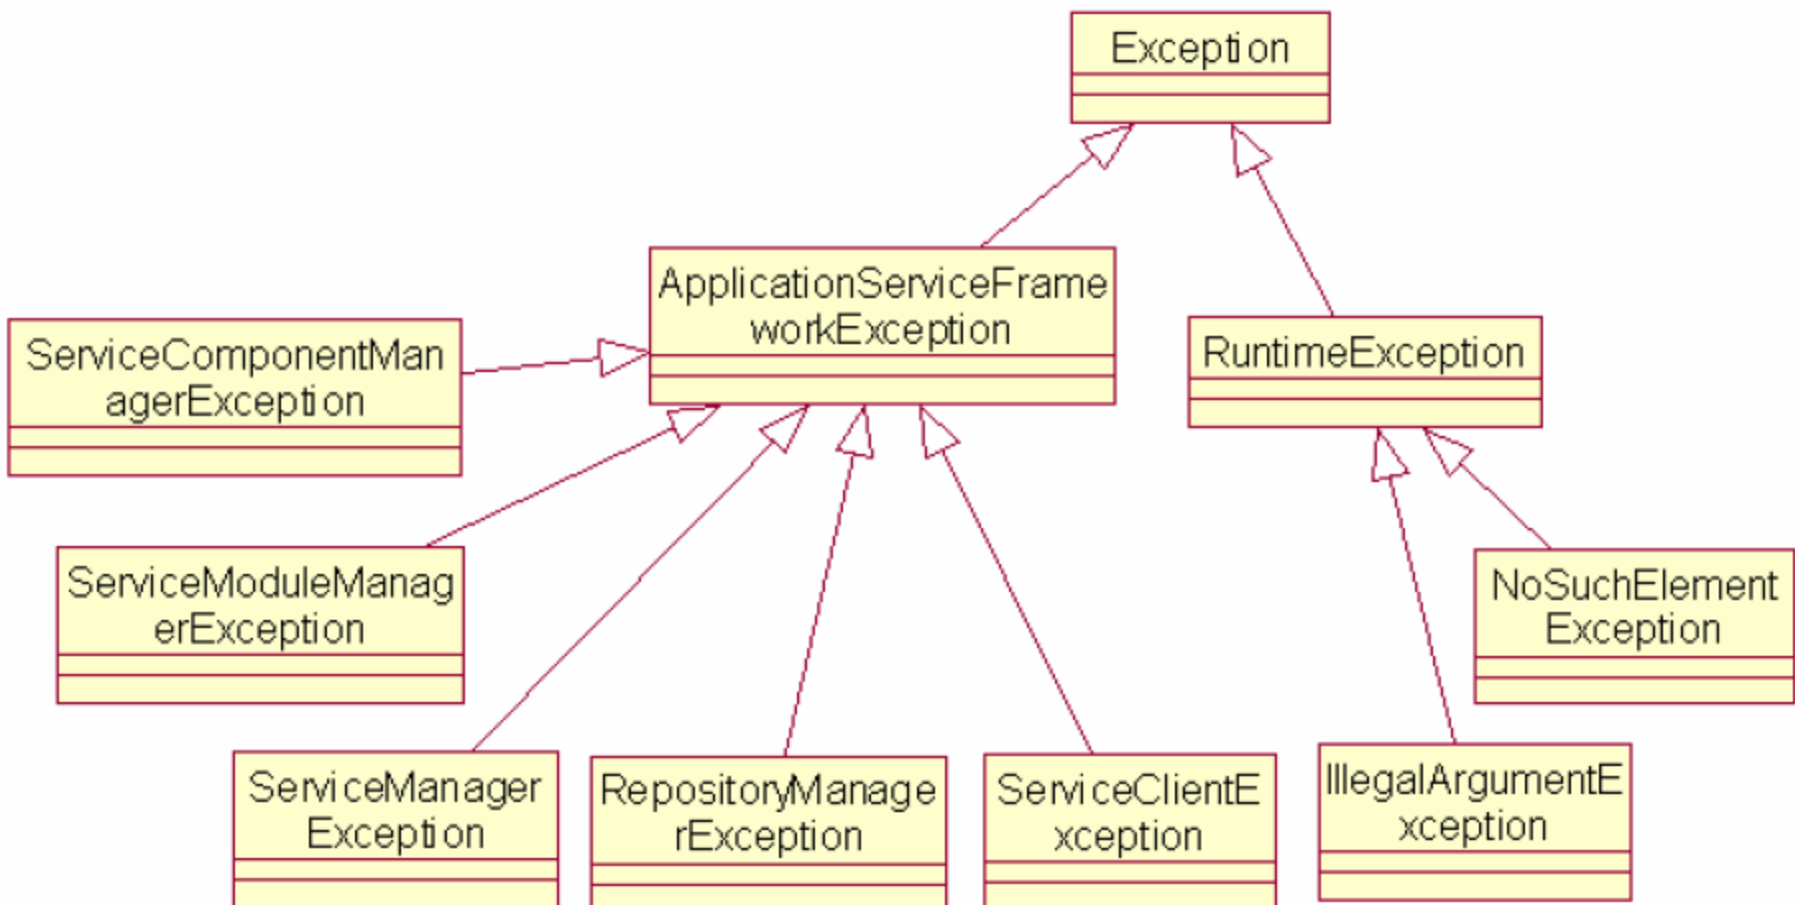 Exception
ApplicationServiceFrame
workException
ServiceComponentMan
agerException
RuntimeException
ServiceModuleManag
erException
NoSuchElement
Exception
ServiceManager
Exception
RepositoryManage
rException
ServiceClientE
xception
IllegalArgumentE
xception